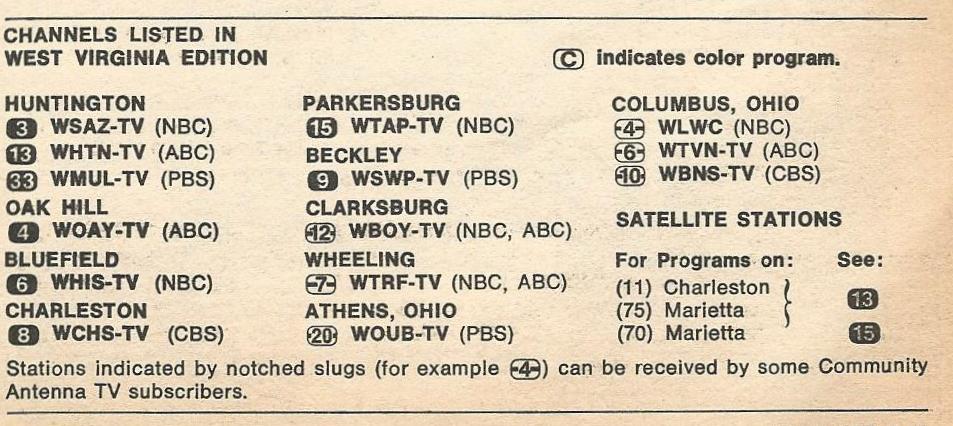 CHANNELS LISTED IN
WEST VIRGINIA EDITION
C indicates color program.
HUNTINGTON
3 WSAZ-TV (NBC)
13 WHTN-TV (ABC)
33 WMUL-TV (PBS)
OAK HILL
4 WOAY-TV (ABC)
BLUEFIELD
6 WHIS-TV (NBC)
CHARLESTON
8 WCHS-TV (CBS)
PARKERSBURG
15 WTAP-TV (NBC)
BECKLEY
9 WSWP-TV (PBS)
CLARKSBURG
12 WBOY-TV (NBC, ABC)
WHEELING
7 WTRF-TV (NBC, ABC)
ATHENS, OHIO
20 WOUB-TV (PBS)
COLUMBUS, OHIO
4 WLWC (NBC)
6 WTVN-TV (ABC)
10 WBNS-TV (CBS)
SATELLITE STATIONS
For Programs on: See:
(11) Charleston
(75) Marietta } 13
(70) Marietta 15
Stations indicated by notched slugs (for example 4) can be received by some Community
Antenna TV subscribers.